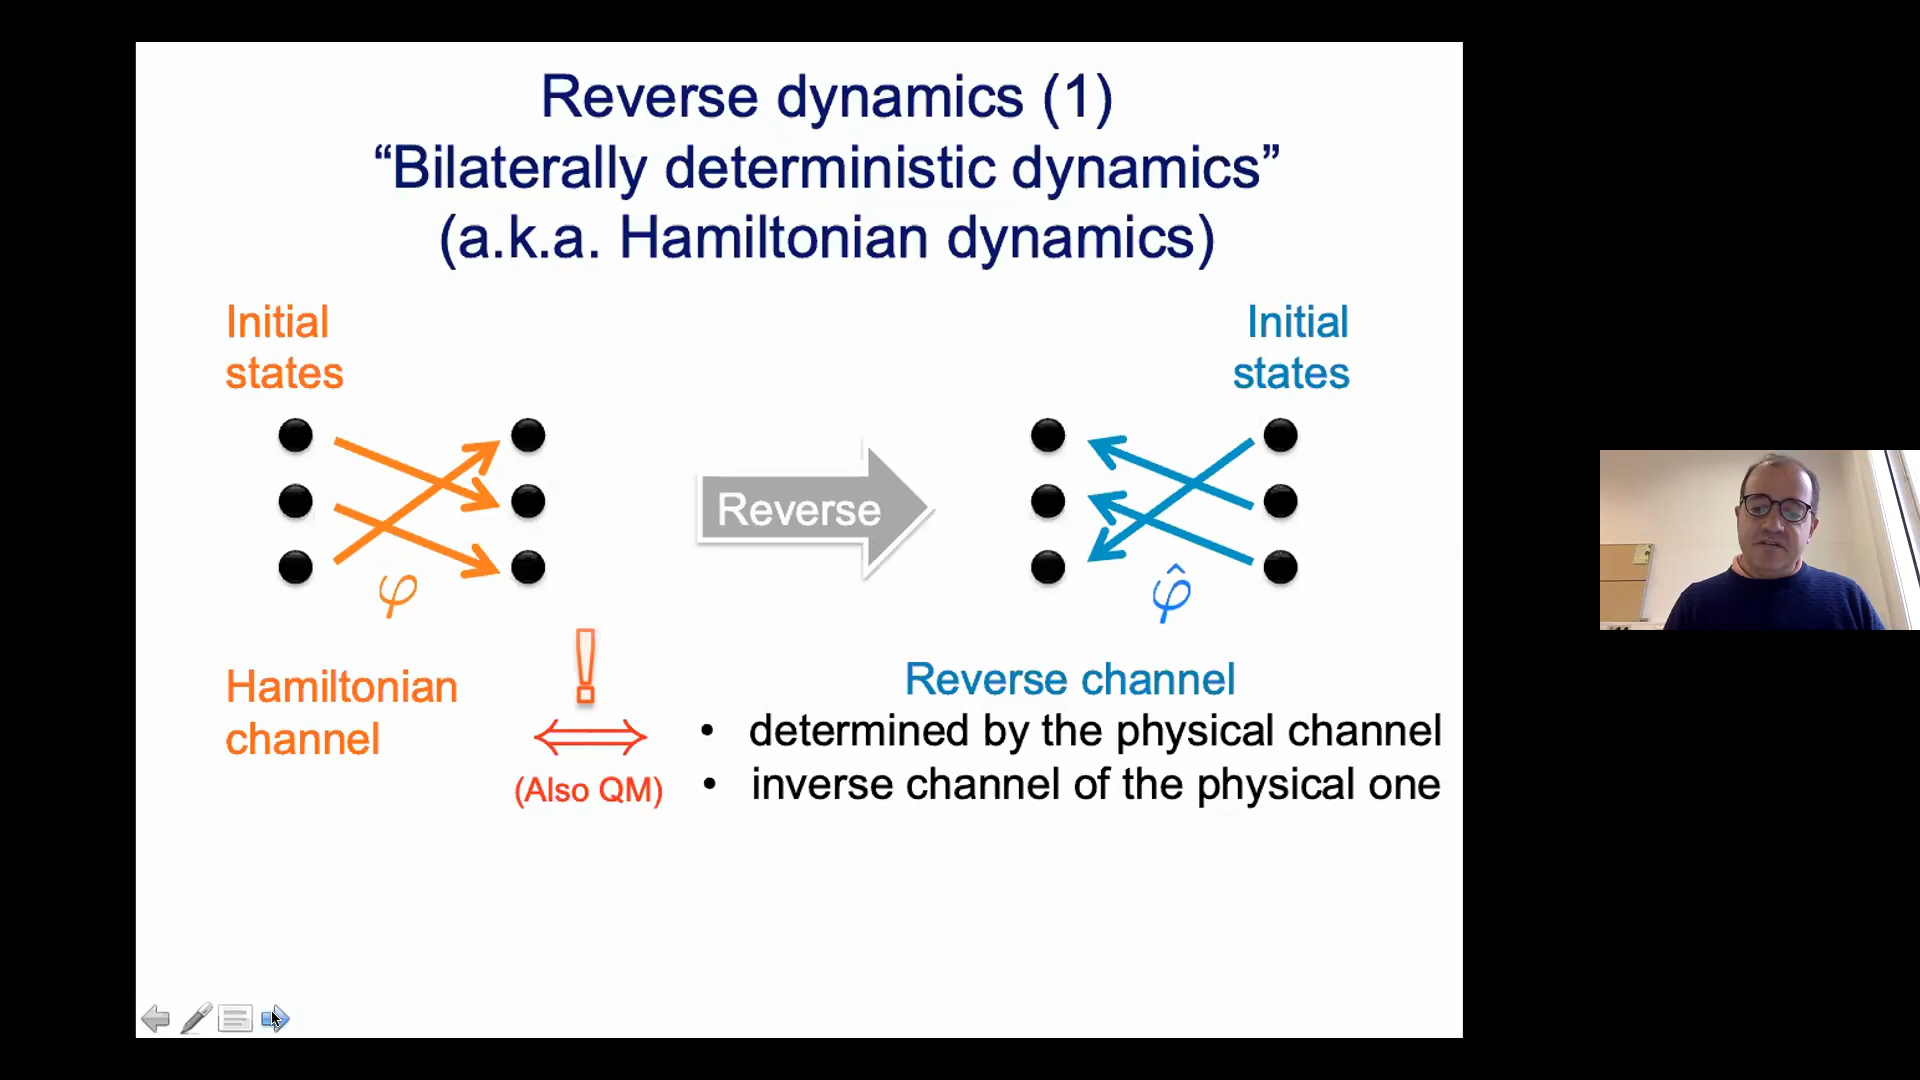 Reverse dynamics (1)
“Bilaterally deterministic dynamics”
(a.k.a. Hamiltonian dynamics)
Initial
states
Initial
states
Reverse
φ
φ̂
!
Hamiltonian
channel
(Also QM)
Reverse channel
• determined by the physical channel
• inverse channel of the physical one